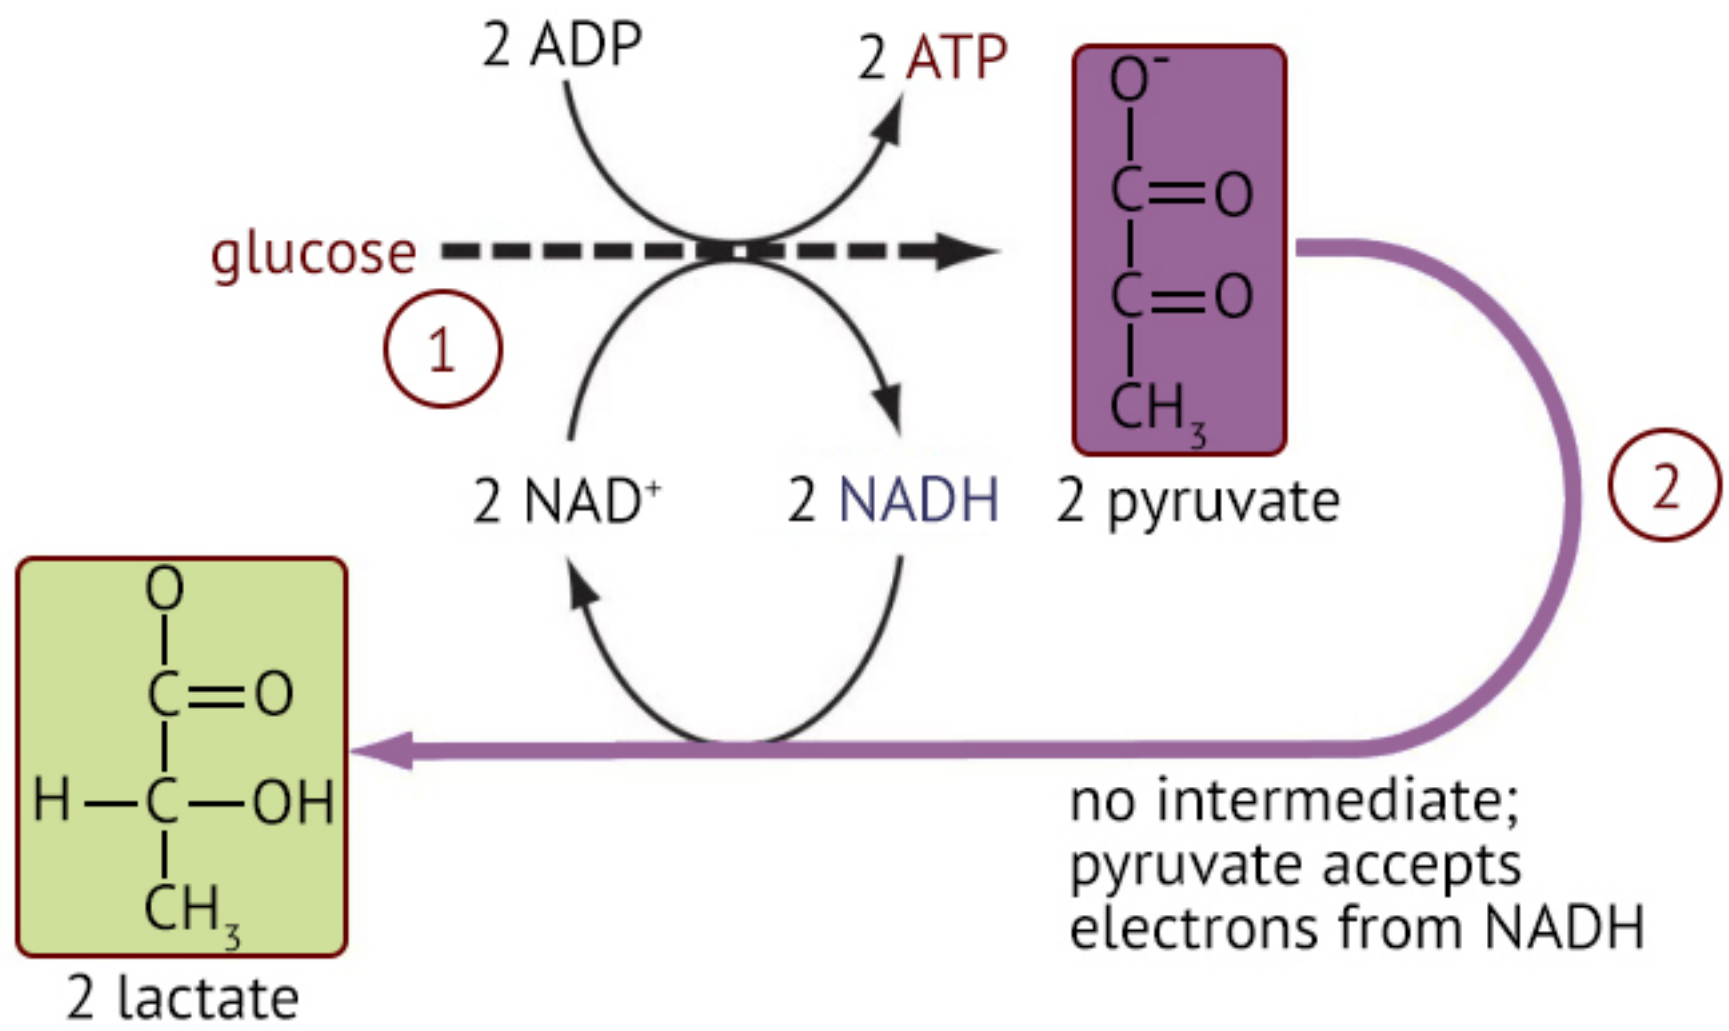 2 ADP
2 ATP
glucose
1
2 NAD⁺
2 NADH
O⁻
C=O
C=O
CH₃
2 pyruvate
2
O
C=O
H—C—OH
CH₃
2 lactate
no intermediate;
pyruvate accepts
electrons from NADH